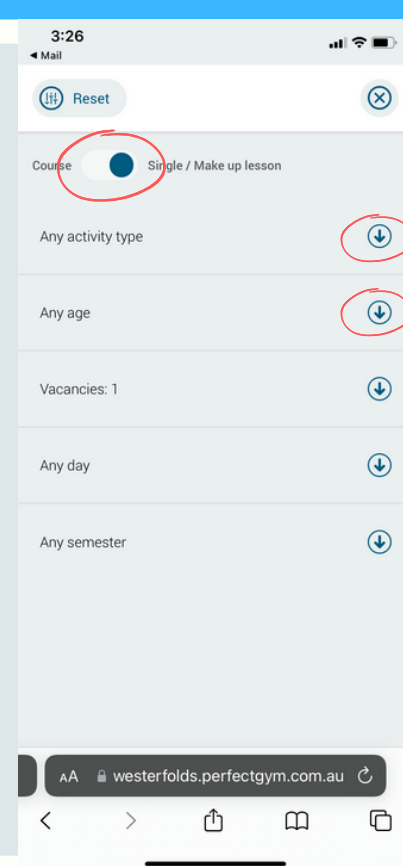 3:26
Mail
Reset
Course Single / Make up lesson
Any activity type
Any age
Vacancies: 1
Any day
Any semester
AA westerfolds.perfectgym.com.au